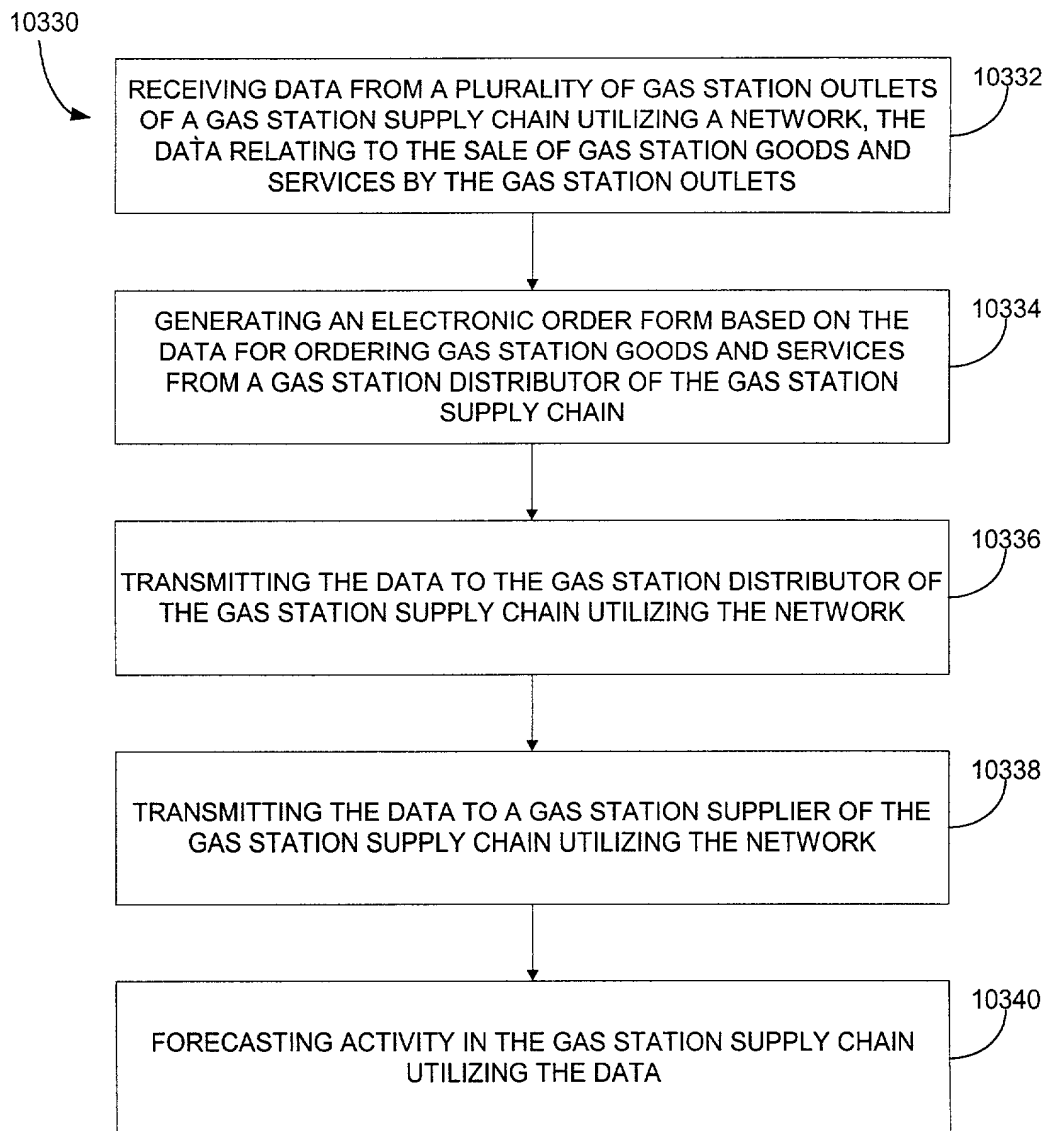 10330
RECEIVING DATA FROM A PLURALITY OF GAS STATION OUTLETS
OF A GAS STATION SUPPLY CHAIN UTILIZING A NETWORK, THE
DATA RELATING TO THE SALE OF GAS STATION GOODS AND
SERVICES BY THE GAS STATION OUTLETS
10332
GENERATING AN ELECTRONIC ORDER FORM BASED ON THE
DATA FOR ORDERING GAS STATION GOODS AND SERVICES
FROM A GAS STATION DISTRIBUTOR OF THE GAS STATION
SUPPLY CHAIN
10334
TRANSMITTING THE DATA TO THE GAS STATION DISTRIBUTOR OF
THE GAS STATION SUPPLY CHAIN UTILIZING THE NETWORK
10336
TRANSMITTING THE DATA TO A GAS STATION SUPPLIER OF THE
GAS STATION SUPPLY CHAIN UTILIZING THE NETWORK
10338
FORECASTING ACTIVITY IN THE GAS STATION SUPPLY CHAIN
UTILIZING THE DATA
10340